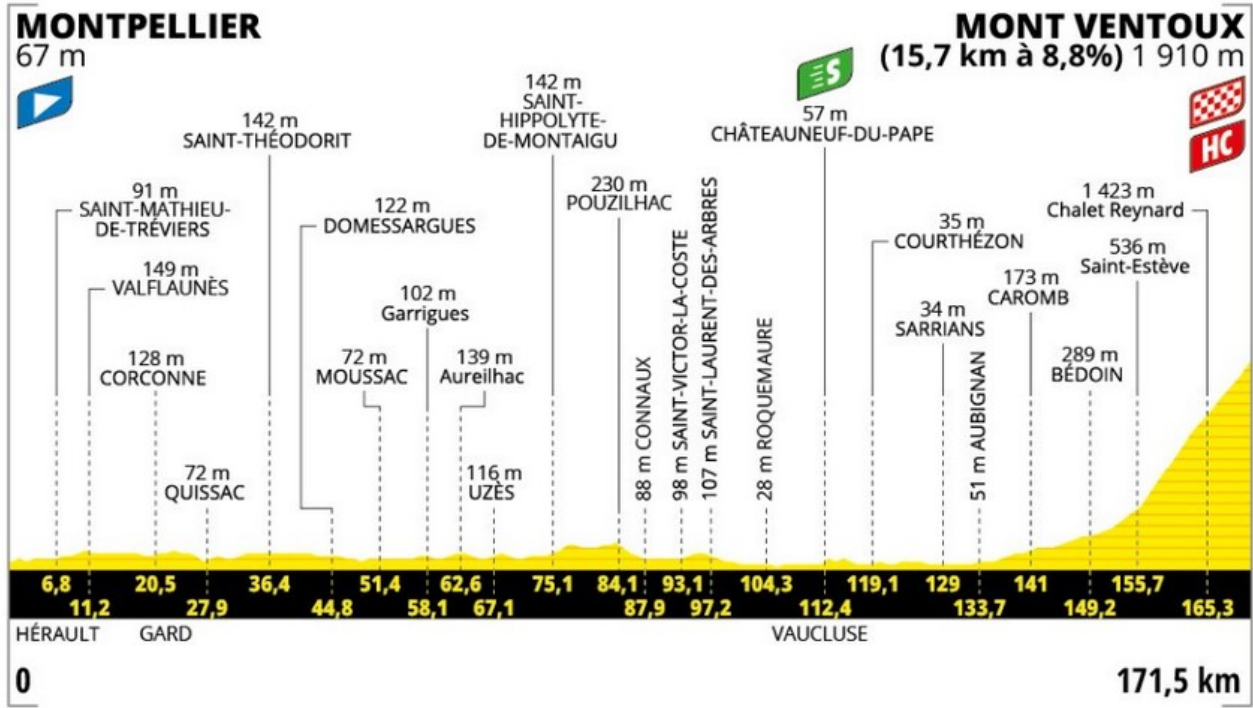 MONTPELLIER
67 m
MONT VENTOUX
(15,7 km à 8,8%) 1 910 m
S
HC
142 m
SAINT-
HIPPOLYTE-
DE-MONTAIGU
57 m
CHÂTEAUNEUF-DU-PAPE
142 m
SAINT-THÉODORIT
91 m
SAINT-MATHIEU-
DE-TRÉVIERS
122 m
DOMESSARGUES
230 m
POUZILHAC
1 423 m
Chalet Reynard
35 m
COURTHÉZON
536 m
Saint-Estève
149 m
VALFLAUNÈS
102 m
Garrigues
173 m
CAROMB
34 m
SARRIANS
128 m
CORCONNE
72 m
MOUSSAC
139 m
Aureilhac
289 m
BÉDOIN
72 m
QUISSAC
116 m
UZÈS
88 m CONNAUX
98 m SAINT-VICTOR-LA-COSTE
107 m SAINT-LAURENT-DES-ARBRES
28 m ROQUEMAURE
51 m AUBIGNAN
6,8 20,5 36,4 51,4 62,6 75,1 84,1 93,1 104,3 119,1 129 141 155,7
11,2 27,9 44,8 58,1 67,1 87,9 97,2 112,4 133,7 149,2 165,3
HÉRAULT GARD VAUCLUSE
0 171,5 km